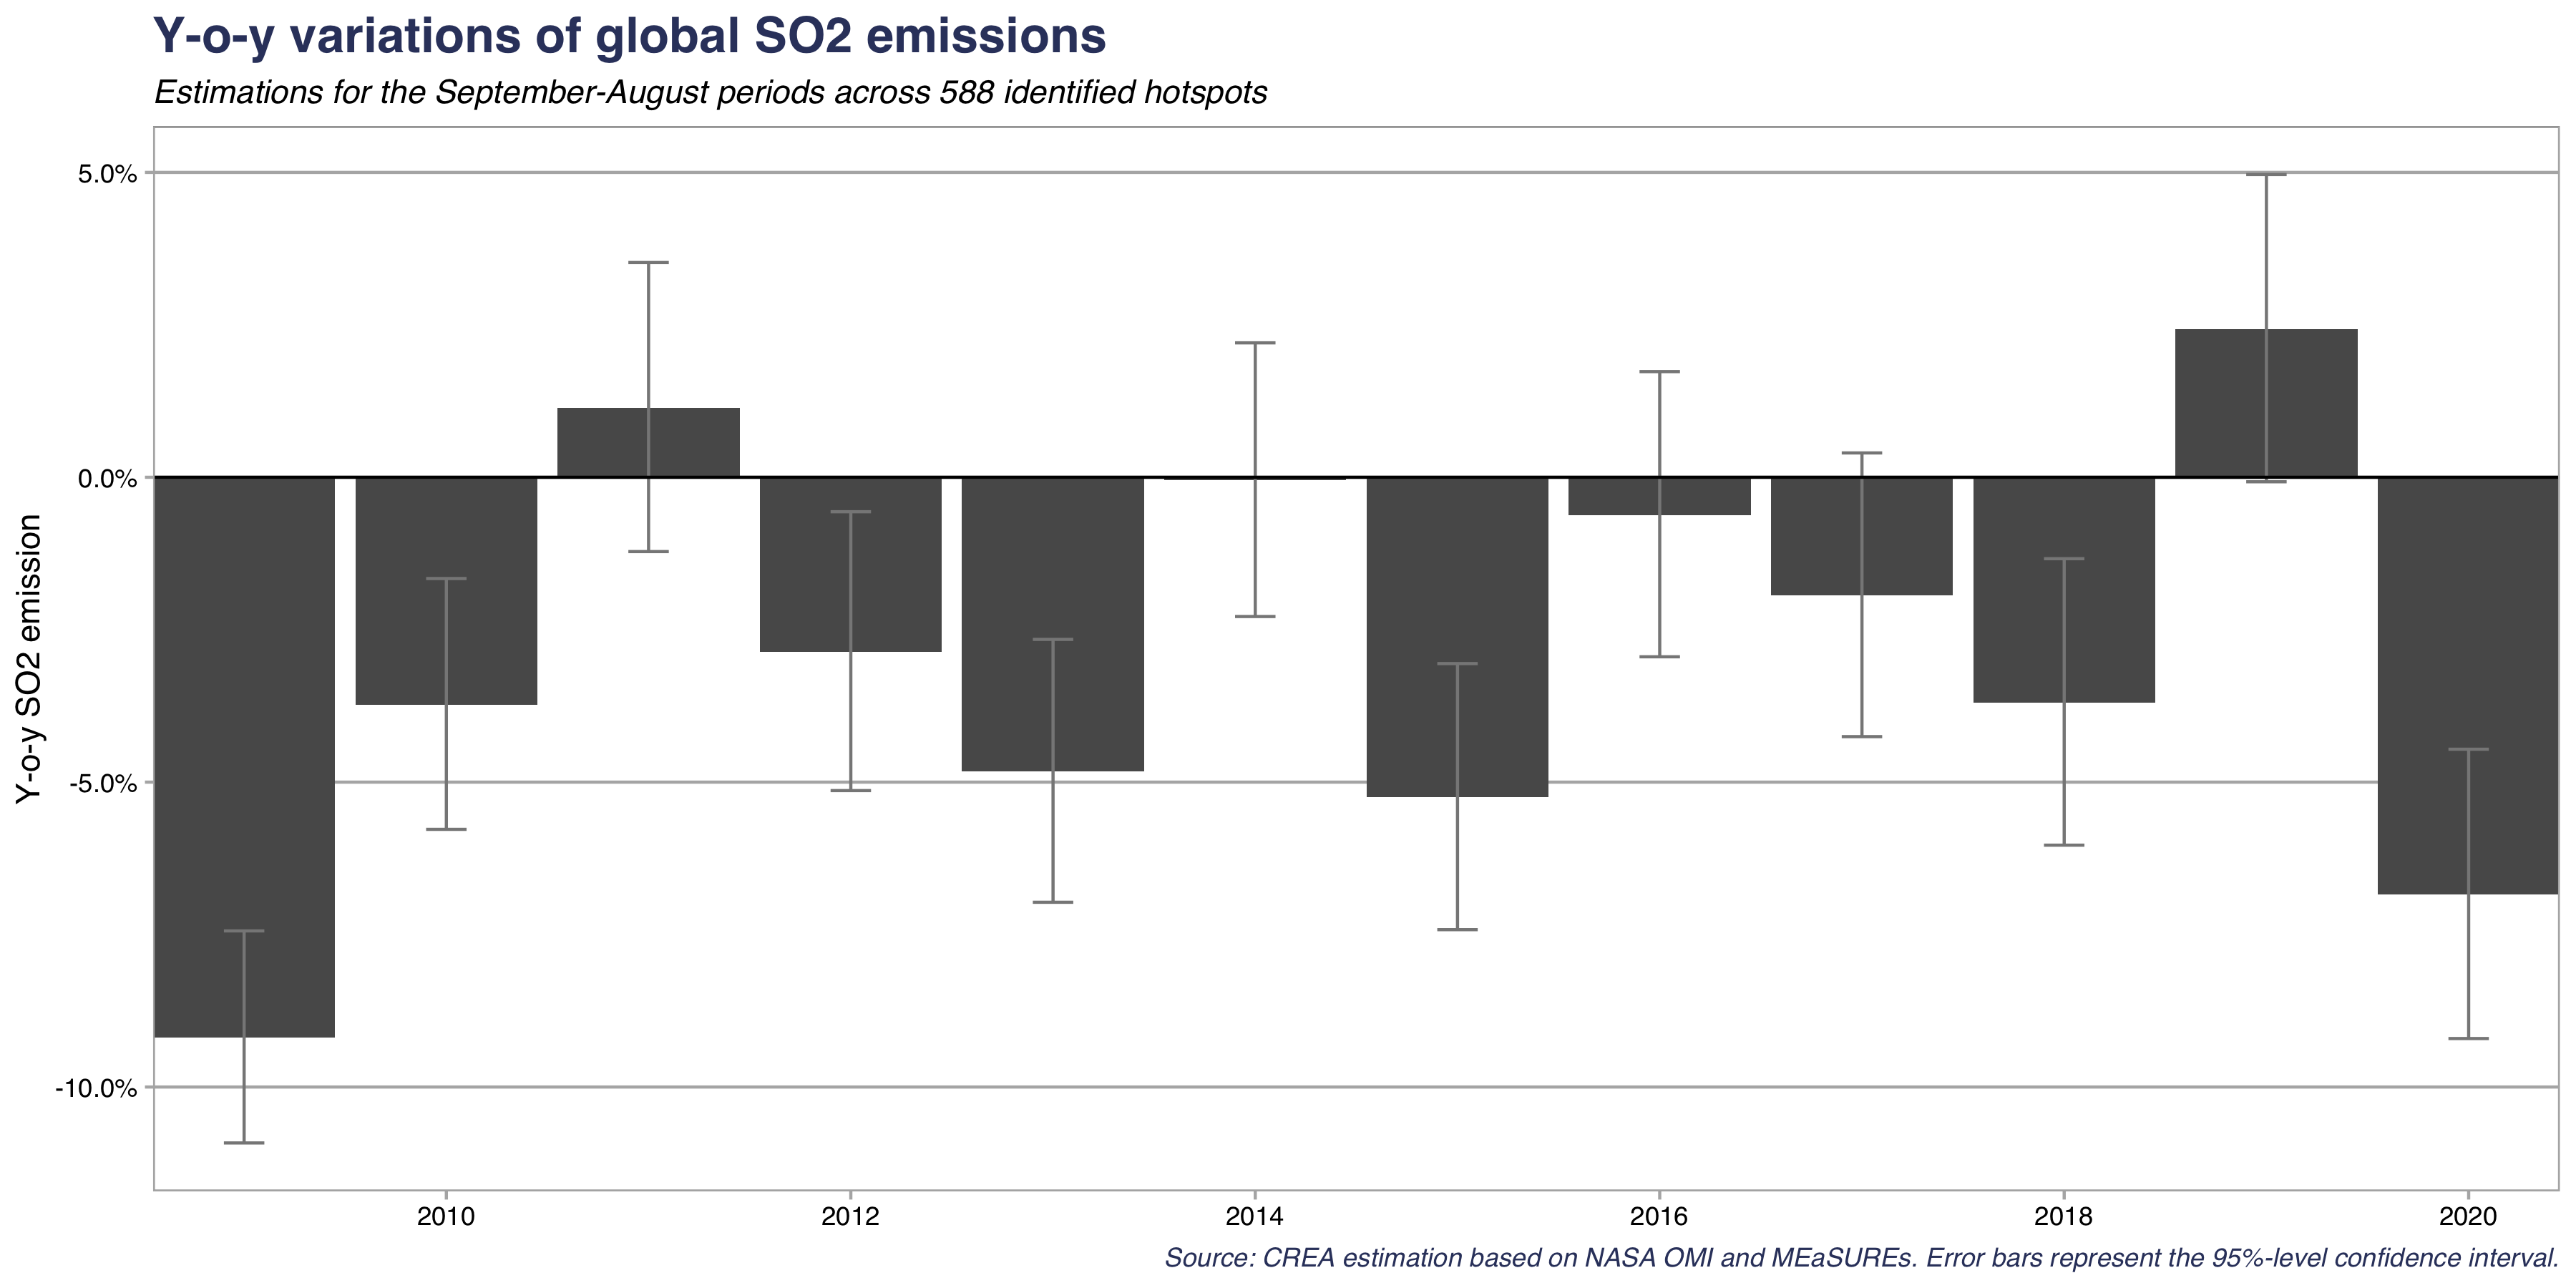 Y-o-y variations of global SO2 emissions
Estimations for the September-August periods across 588 identified hotspots
Y-o-y SO2 emission
5.0%
0.0%
-5.0%
-10.0%
2010
2012
2014
2016
2018
2020
Source: CREA estimation based on NASA OMI and MEaSUREs. Error bars represent the 95%-level confidence interval.